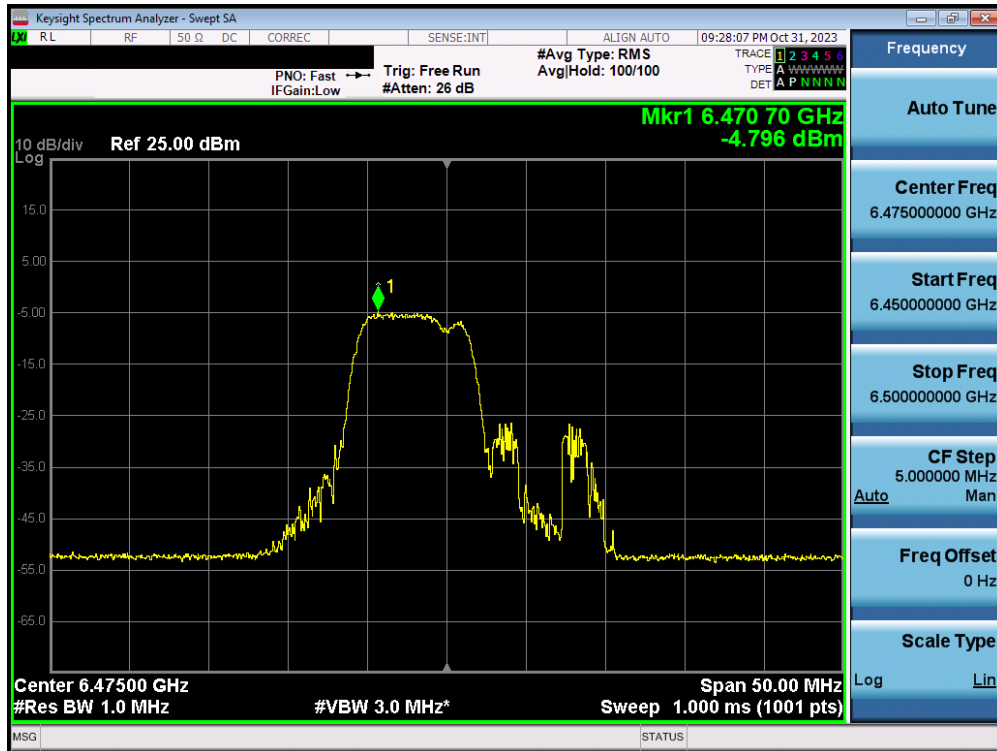 Keysight Spectrum Analyzer - Swept SA
LXI RL RF 50 Ω DC CORREC SENSE:INT ALIGN AUTO 09:28:07 PM Oct 31, 2023
PNO: Fast
IFGain:Low
Trig: Free Run
#Atten: 26 dB
#Avg Type: RMS
Avg|Hold: 100/100
TRACE 1 2 3 4 5 6
TYPE A WWWWW
DET A P N N N N
Mkr1 6.470 70 GHz
-4.796 dBm
10 dB/div Ref 25.00 dBm
Log
15.0
5.00
1
-5.00
-15.0
-25.0
-35.0
-45.0
-55.0
-65.0
Center 6.47500 GHz Span 50.00 MHz
#Res BW 1.0 MHz #VBW 3.0 MHz* Sweep 1.000 ms (1001 pts)
MSG STATUS
Frequency
Auto Tune
Center Freq
6.475000000 GHz
Start Freq
6.450000000 GHz
Stop Freq
6.500000000 GHz
CF Step
5.000000 MHz
Auto Man
Freq Offset
0 Hz
Scale Type
Log Lin